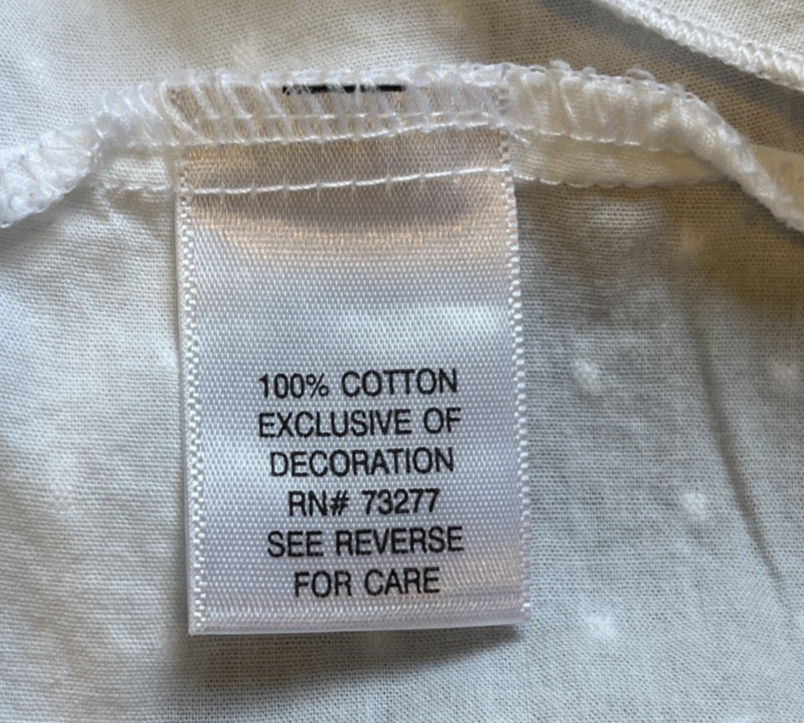 100% COTTON
EXCLUSIVE OF
DECORATION
RN# 73277
SEE REVERSE
FOR CARE